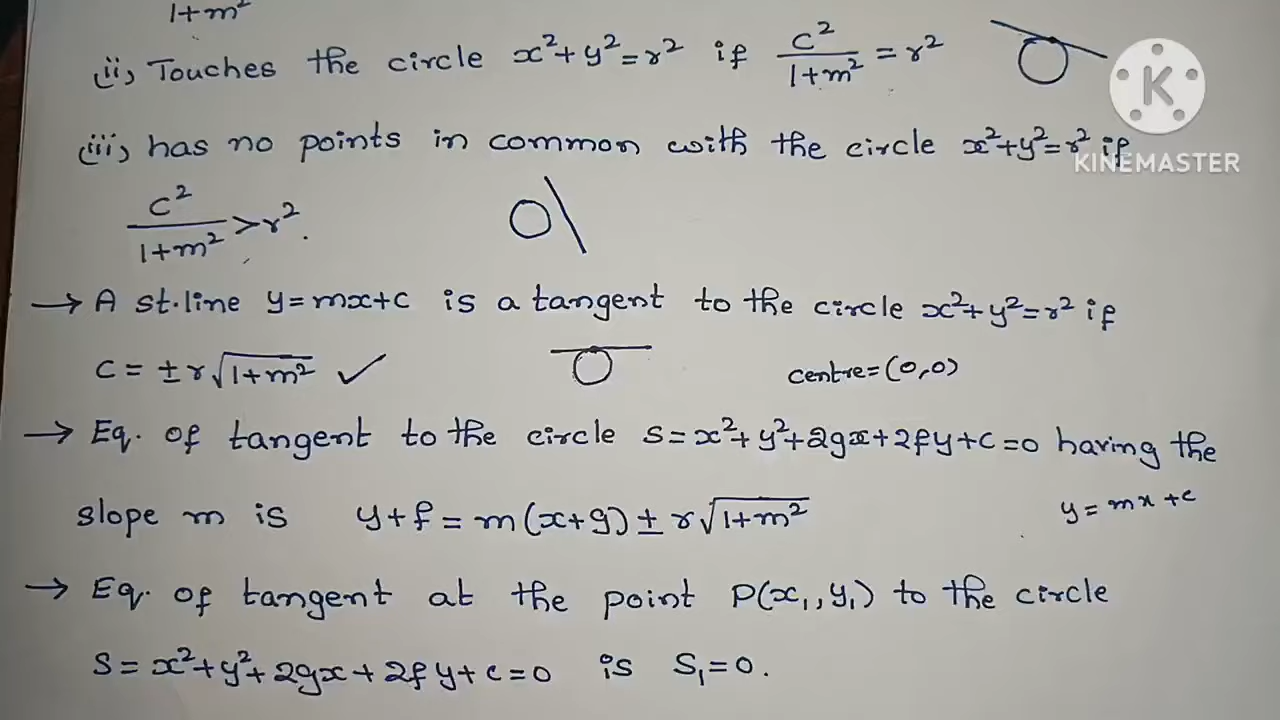 1+m²
(ii) Touches the circle x²+y²=r² if c²/1+m² = r²
K
KINEMASTER
(iii) has no points in common with the circle x²+y²=r² if
c²/1+m² > r².
→ A st.line y=mx+c is a tangent to the circle x²+y²=r² if
c = ±r√1+m² ✓ centre=(0,0)
→ Eq. of tangent to the circle S=x²+y²+2gx+2fy+c=0 having the
slope m is y+f = m(x+g) ± r√1+m²
y = mx +c
→ Eq. of tangent at the point P(x₁,y₁) to the circle
S = x²+y²+2gx+2fy+c=0 is S₁=0.